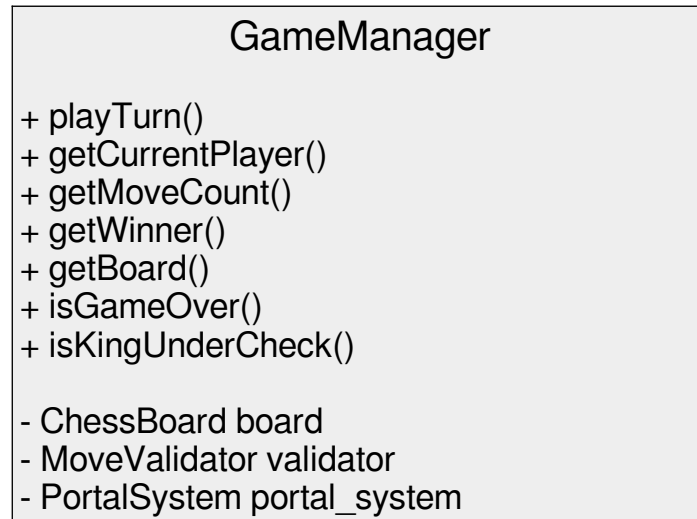 GameManager
+ playTurn()
+ getCurrentPlayer()
+ getMoveCount()
+ getWinner()
+ getBoard()
+ isGameOver()
+ isKingUnderCheck()
- ChessBoard board
- MoveValidator validator
- PortalSystem portal_system